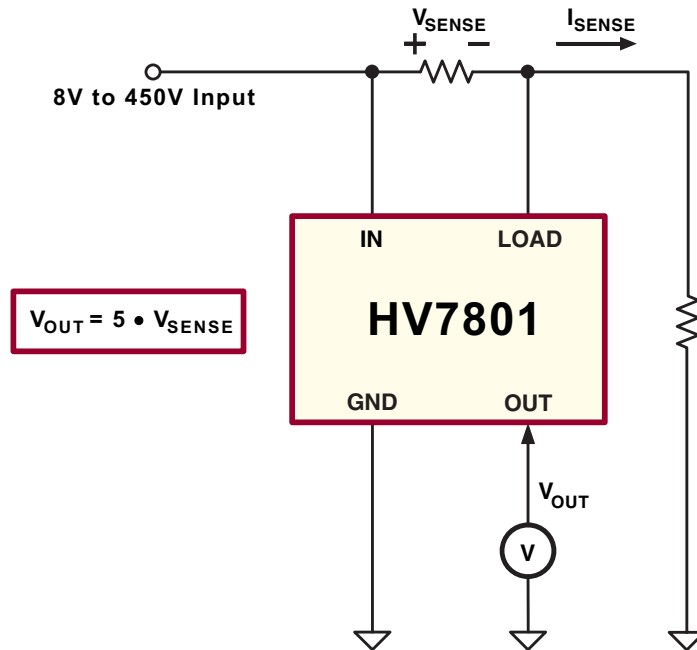 VSENSE
ISENSE
+ −
8V to 450V Input
IN
LOAD
VOUT = 5 • VSENSE
HV7801
GND
OUT
VOUT
V